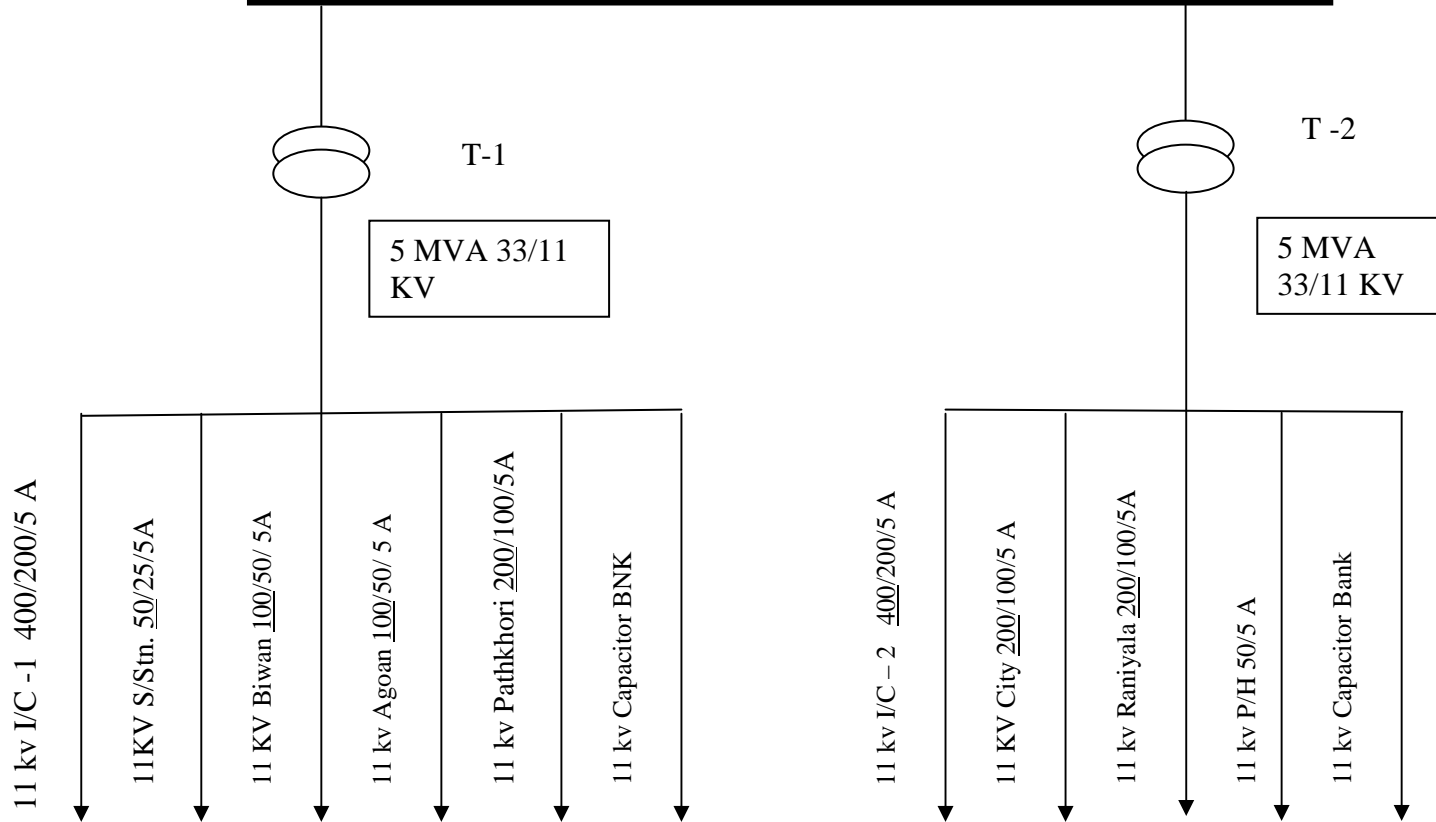 T-1
T -2
5 MVA 33/11
KV
5 MVA
33/11 KV
11 kv I/C -1 400/200/5 A
11KV S/Stn. 50/25/5A
11 KV Biwan 100/50/ 5A
11 kv Agoan 100/50/ 5 A
11 kv Pathkhori 200/100/5A
11 kv Capacitor BNK
11 kv I/C – 2 400/200/5 A
11 KV City 200/100/5 A
11 kv Raniyala 200/100/5A
11 kv P/H 50/5 A
11 kv Capacitor Bank